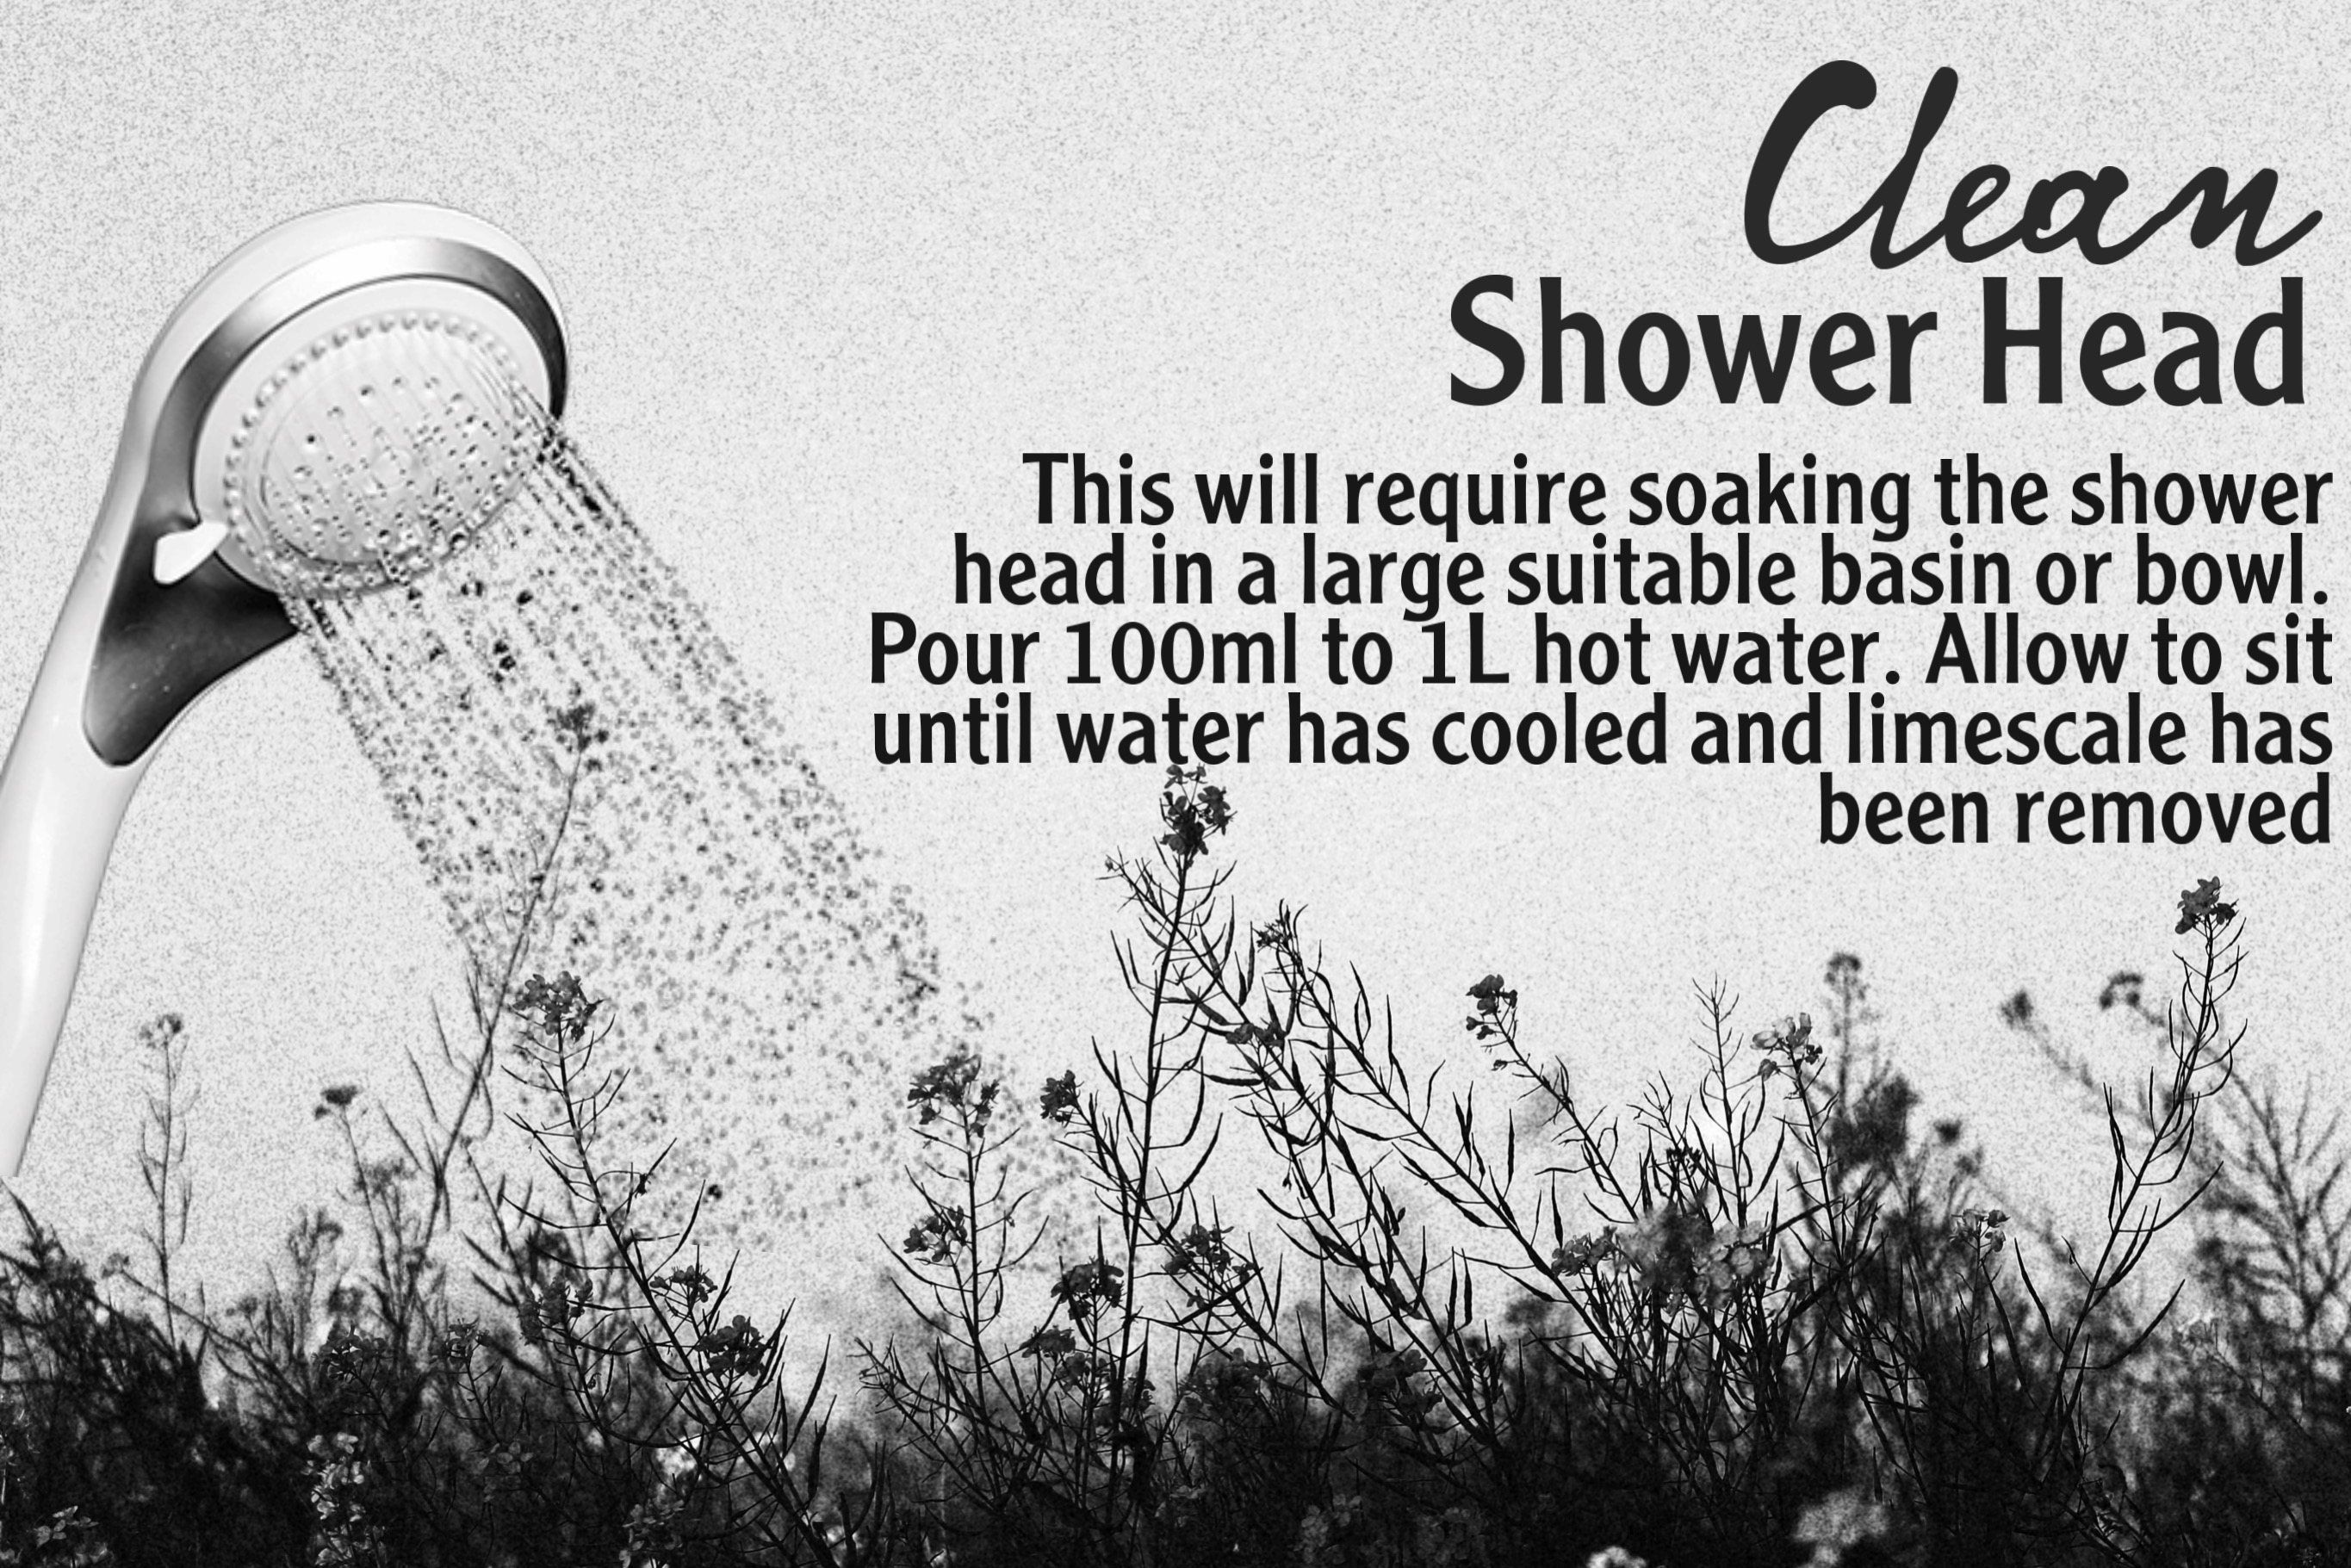 Clean
Shower Head
This will require soaking the shower
head in a large suitable basin or bowl.
Pour 100ml to 1L hot water. Allow to sit
until water has cooled and limescale has
been removed